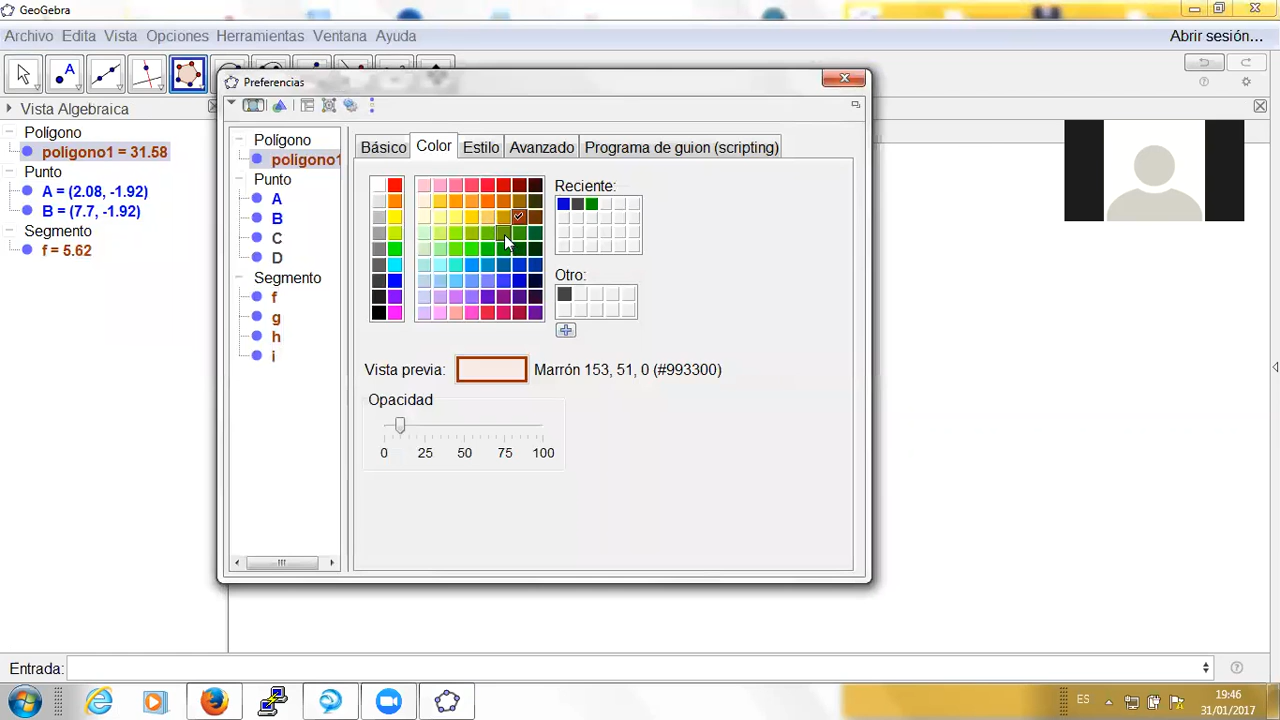 GeoGebra
Archivo Edita Vista Opciones Herramientas Ventana Ayuda Abrir sesión...
Preferencias
Vista Algebraica
Polígono
polígono1 = 31.58
Punto
A = (2.08, -1.92)
B = (7.7, -1.92)
Segmento
f = 5.62
Polígono
polígono1
Punto
A
B
C
D
Segmento
f
g
h
i
Básico Color Estilo Avanzado Programa de guion (scripting)
Reciente:
Otro:
Vista previa: Marrón 153, 51, 0 (#993300)
Opacidad
0 25 50 75 100
Entrada:
ES
19:46
31/01/2017